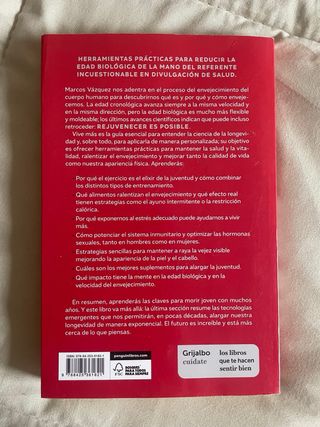 HERRAMIENTAS PRÁCTICAS PARA REDUCIR LA
EDAD BIOLÓGICA DE LA MANO DEL REFERENTE
INCUESTIONABLE EN DIVULGACIÓN DE SALUD.
Marcos Vázquez nos adentra en el proceso del envejecimiento del
cuerpo humano para descubrirnos qué es y por qué y cómo enveje-
cemos. La edad cronológica avanza siempre a la misma velocidad y
en la misma dirección, pero la edad biológica es mucho más flexible
y moldeable; los últimos avances científicos indican que puede incluso
retroceder: REJUVENECER ES POSIBLE.
Vive más es la guía esencial para entender la ciencia de la longevi-
dad y, sobre todo, para aplicarla de manera personalizada; su objetivo
es ofrecer herramientas prácticas para mantener la salud y la vita-
lidad, ralentizar el envejecimiento y mejorar tanto la calidad de vida
como nuestra apariencia física. Aprenderás:
Por qué el ejercicio es el elixir de la juventud y cómo combinar
los distintos tipos de entrenamiento.
Qué alimentos ralentizan el envejecimiento y qué efecto real
tienen estrategias como el ayuno intermitente o la restricción
calórica.
Por qué exponernos al estrés adecuado puede ayudarnos a vivir
más.
Cómo potenciar el sistema inmunitario y optimizar las hormonas
sexuales, tanto en hombres como en mujeres.
Estrategias sencillas para mantener a raya la vejez visible
mejorando la apariencia de la piel y el cabello.
Cuáles son los mejores suplementos para alargar la juventud.
Qué impacto tiene la mente en la edad biológica y en la
velocidad del envejecimiento.
En resumen, aprenderás las claves para morir joven con muchos
años. Y este libro va más allá: la última sección resume las tecnologías
emergentes que nos permitirán, en pocas décadas, alargar nuestra
longevidad de manera exponencial. El futuro es increíble y está más
cerca de lo que piensas.
penguinlibros.com
FSC
Grijalbo
cuídate
los libros
que te hacen
sentir bien